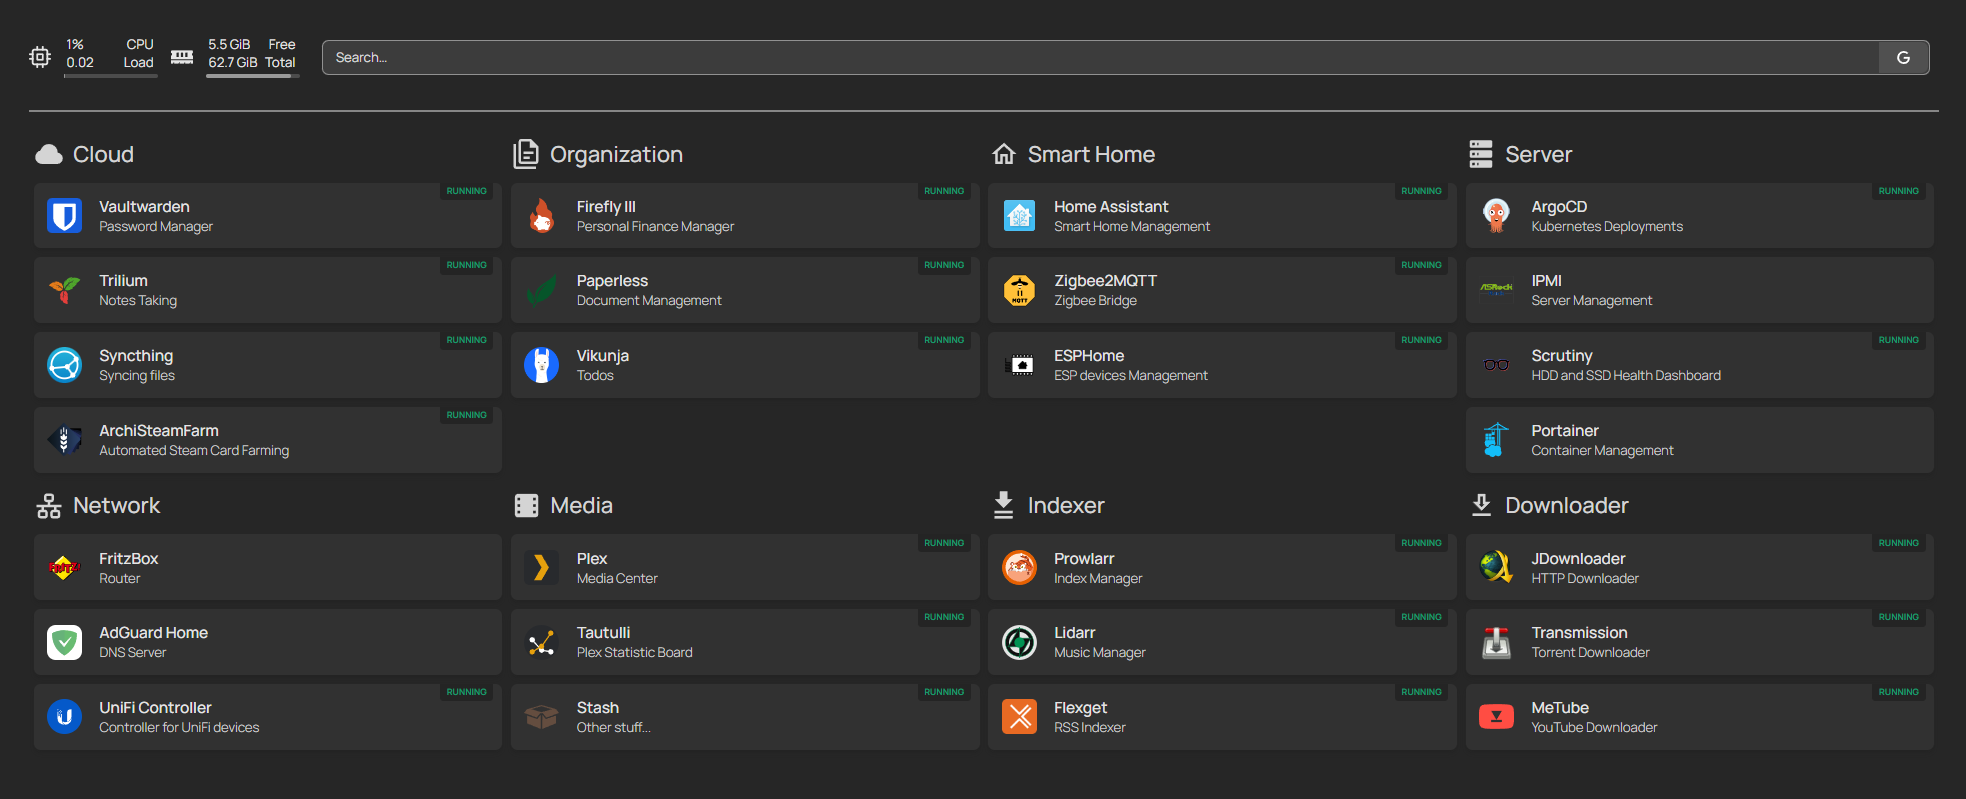 1% CPU
0.02 Load
5.5 GiB Free
62.7 GiB Total
Search...
G
Cloud
RUNNING
Vaultwarden
Password Manager
RUNNING
Trilium
Notes Taking
RUNNING
Syncthing
Syncing files
RUNNING
ArchiSteamFarm
Automated Steam Card Farming
Organization
RUNNING
Firefly III
Personal Finance Manager
RUNNING
Paperless
Document Management
RUNNING
Vikunja
Todos
Smart Home
RUNNING
Home Assistant
Smart Home Management
RUNNING
MQTT
Zigbee2MQTT
Zigbee Bridge
RUNNING
ESPHome
ESP devices Management
Server
RUNNING
ArgoCD
Kubernetes Deployments
ASRock
IPMI
Server Management
RUNNING
Scrutiny
HDD and SSD Health Dashboard
Portainer
Container Management
Network
FRITZ!
FritzBox
Router
AdGuard Home
DNS Server
RUNNING
UniFi Controller
Controller for UniFi devices
Media
RUNNING
Plex
Media Center
RUNNING
Tautulli
Plex Statistic Board
RUNNING
Stash
Other stuff...
Indexer
RUNNING
Prowlarr
Index Manager
RUNNING
Lidarr
Music Manager
RUNNING
Flexget
RSS Indexer
Downloader
RUNNING
JDownloader
HTTP Downloader
RUNNING
Transmission
Torrent Downloader
RUNNING
MeTube
YouTube Downloader